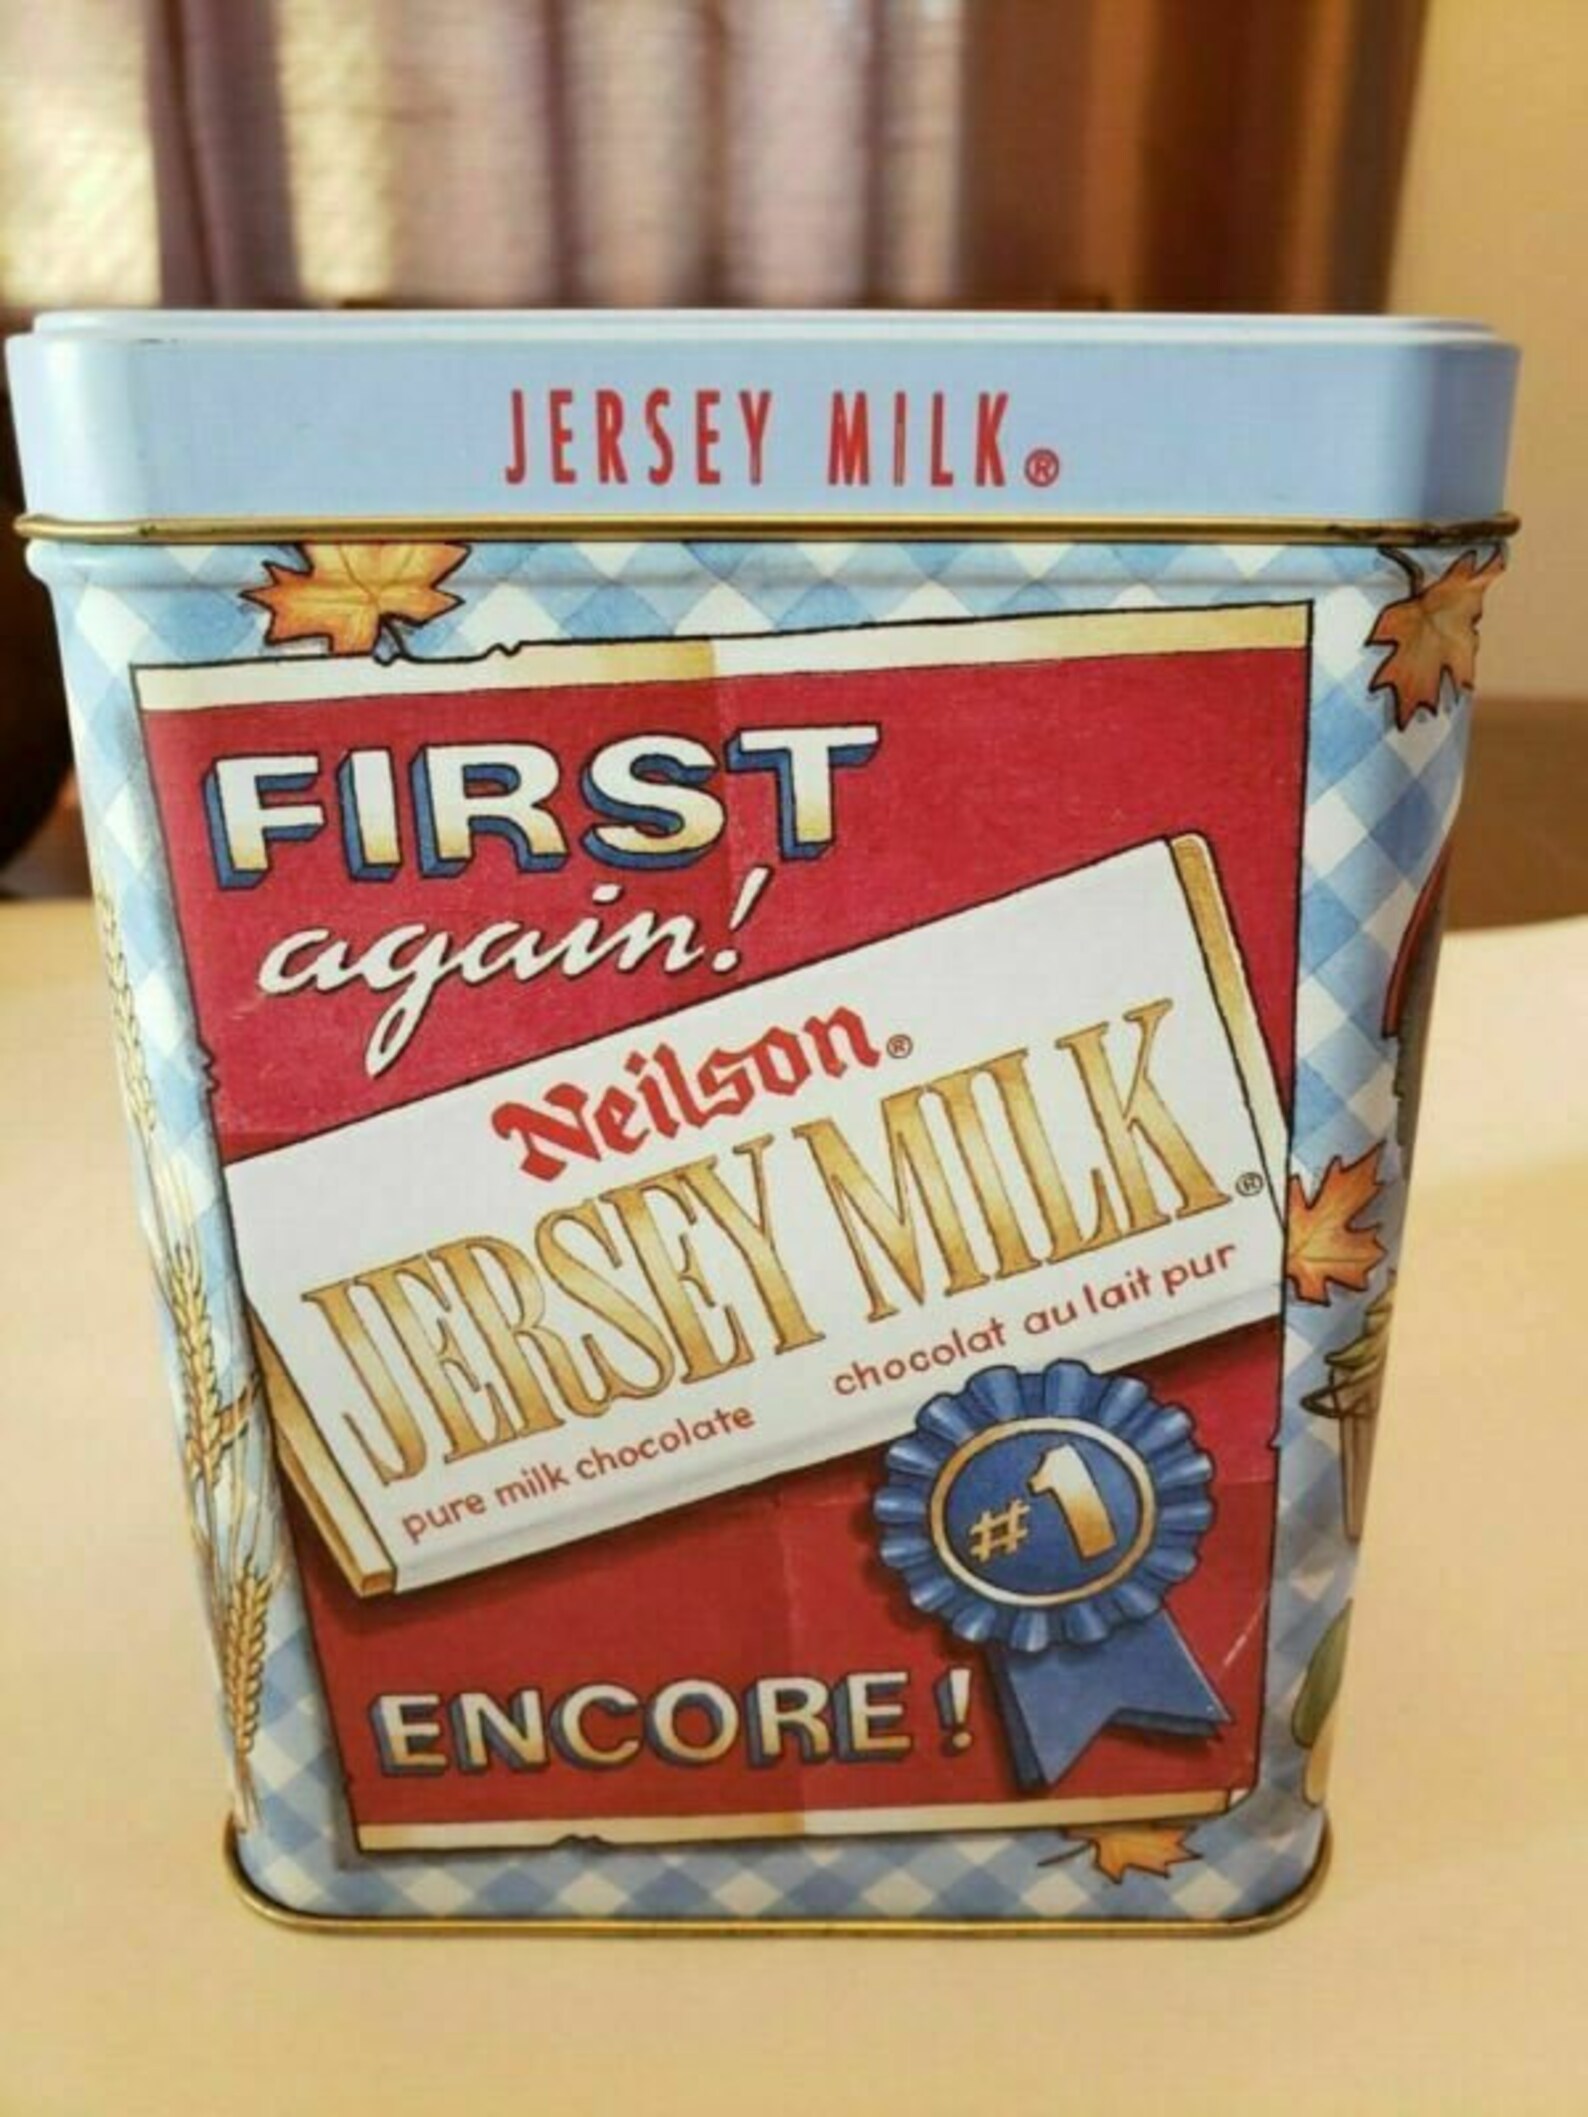 JERSEY MILK®
FIRST
again!
Neilson®
JERSEY MILK®
pure milk chocolate chocolat au lait pur
#1
ENCORE!